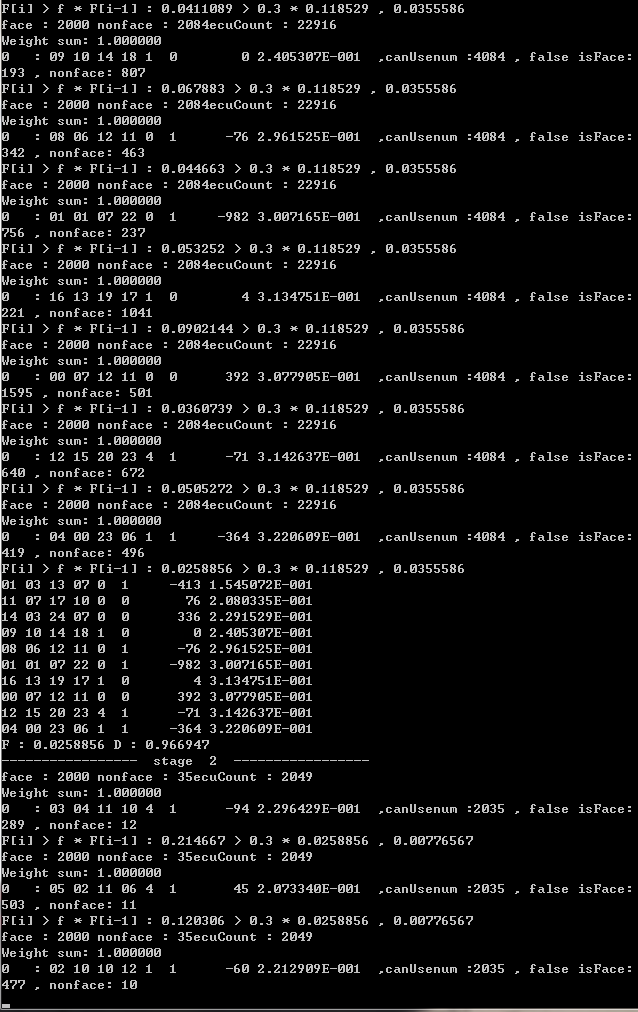 F[i] > f * F[i-1] : 0.0411089 > 0.3 * 0.118529 , 0.0355586
face : 2000 nonface : 2084ecuCount : 22916
Weight sum: 1.000000
0   : 09 10 14 18 1  0       0 2.405307E-001  ,canUsenum :4084 , false isFace:
193 , nonface: 807
F[i] > f * F[i-1] : 0.067883 > 0.3 * 0.118529 , 0.0355586
face : 2000 nonface : 2084ecuCount : 22916
Weight sum: 1.000000
0   : 08 06 12 11 0  1     -76 2.961525E-001  ,canUsenum :4084 , false isFace:
342 , nonface: 463
F[i] > f * F[i-1] : 0.044663 > 0.3 * 0.118529 , 0.0355586
face : 2000 nonface : 2084ecuCount : 22916
Weight sum: 1.000000
0   : 01 01 07 22 0  1    -982 3.007165E-001  ,canUsenum :4084 , false isFace:
756 , nonface: 237
F[i] > f * F[i-1] : 0.053252 > 0.3 * 0.118529 , 0.0355586
face : 2000 nonface : 2084ecuCount : 22916
Weight sum: 1.000000
0   : 16 13 19 17 1  0       4 3.134751E-001  ,canUsenum :4084 , false isFace:
221 , nonface: 1041
F[i] > f * F[i-1] : 0.0902144 > 0.3 * 0.118529 , 0.0355586
face : 2000 nonface : 2084ecuCount : 22916
Weight sum: 1.000000
0   : 00 07 12 11 0  0     392 3.077905E-001  ,canUsenum :4084 , false isFace:
1595 , nonface: 501
F[i] > f * F[i-1] : 0.0360739 > 0.3 * 0.118529 , 0.0355586
face : 2000 nonface : 2084ecuCount : 22916
Weight sum: 1.000000
0   : 12 15 20 23 4  1     -71 3.142637E-001  ,canUsenum :4084 , false isFace:
640 , nonface: 672
F[i] > f * F[i-1] : 0.0505272 > 0.3 * 0.118529 , 0.0355586
face : 2000 nonface : 2084ecuCount : 22916
Weight sum: 1.000000
0   : 04 00 23 06 1  1    -364 3.220609E-001  ,canUsenum :4084 , false isFace:
419 , nonface: 496
F[i] > f * F[i-1] : 0.0258856 > 0.3 * 0.118529 , 0.0355586
01 03 13 07 0  1     -413 1.545072E-001
11 07 17 10 0  0       76 2.080335E-001
14 03 24 07 0  0      336 2.291529E-001
09 10 14 18 1  0        0 2.405307E-001
08 06 12 11 0  1      -76 2.961525E-001
01 01 07 22 0  1     -982 3.007165E-001
16 13 19 17 1  0        4 3.134751E-001
00 07 12 11 0  0      392 3.077905E-001
12 15 20 23 4  1      -71 3.142637E-001
04 00 23 06 1  1     -364 3.220609E-001
F : 0.0258856 D : 0.966947
----------------- stage  2  -----------------
face : 2000 nonface : 35ecuCount : 2049
Weight sum: 1.000000
0   : 03 04 11 10 4  1     -94 2.296429E-001  ,canUsenum :2035 , false isFace:
289 , nonface: 12
F[i] > f * F[i-1] : 0.214667 > 0.3 * 0.0258856 , 0.00776567
face : 2000 nonface : 35ecuCount : 2049
Weight sum: 1.000000
0   : 05 02 11 06 4  1      45 2.073340E-001  ,canUsenum :2035 , false isFace:
503 , nonface: 11
F[i] > f * F[i-1] : 0.120306 > 0.3 * 0.0258856 , 0.00776567
face : 2000 nonface : 35ecuCount : 2049
Weight sum: 1.000000
0   : 02 10 10 12 1  1     -60 2.212909E-001  ,canUsenum :2035 , false isFace:
477 , nonface: 10